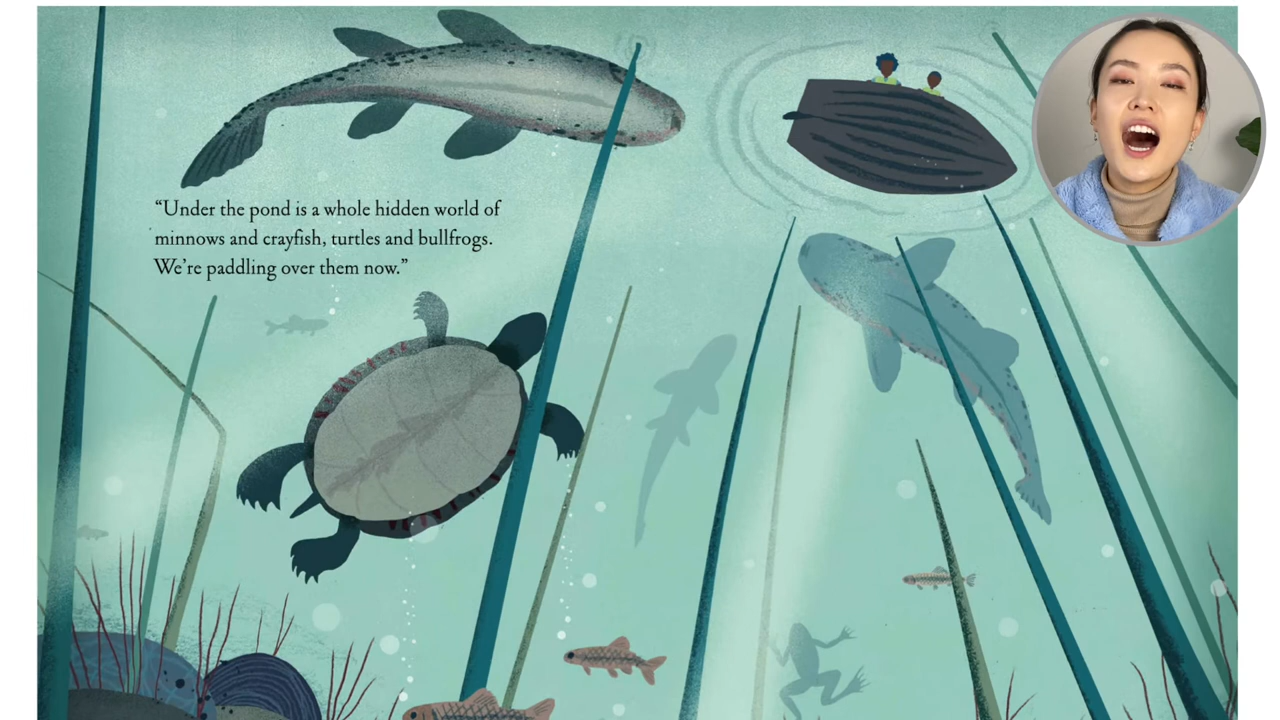 “Under the pond is a whole hidden world of
minnows and crayfish, turtles and bullfrogs.
We’re paddling over them now.”